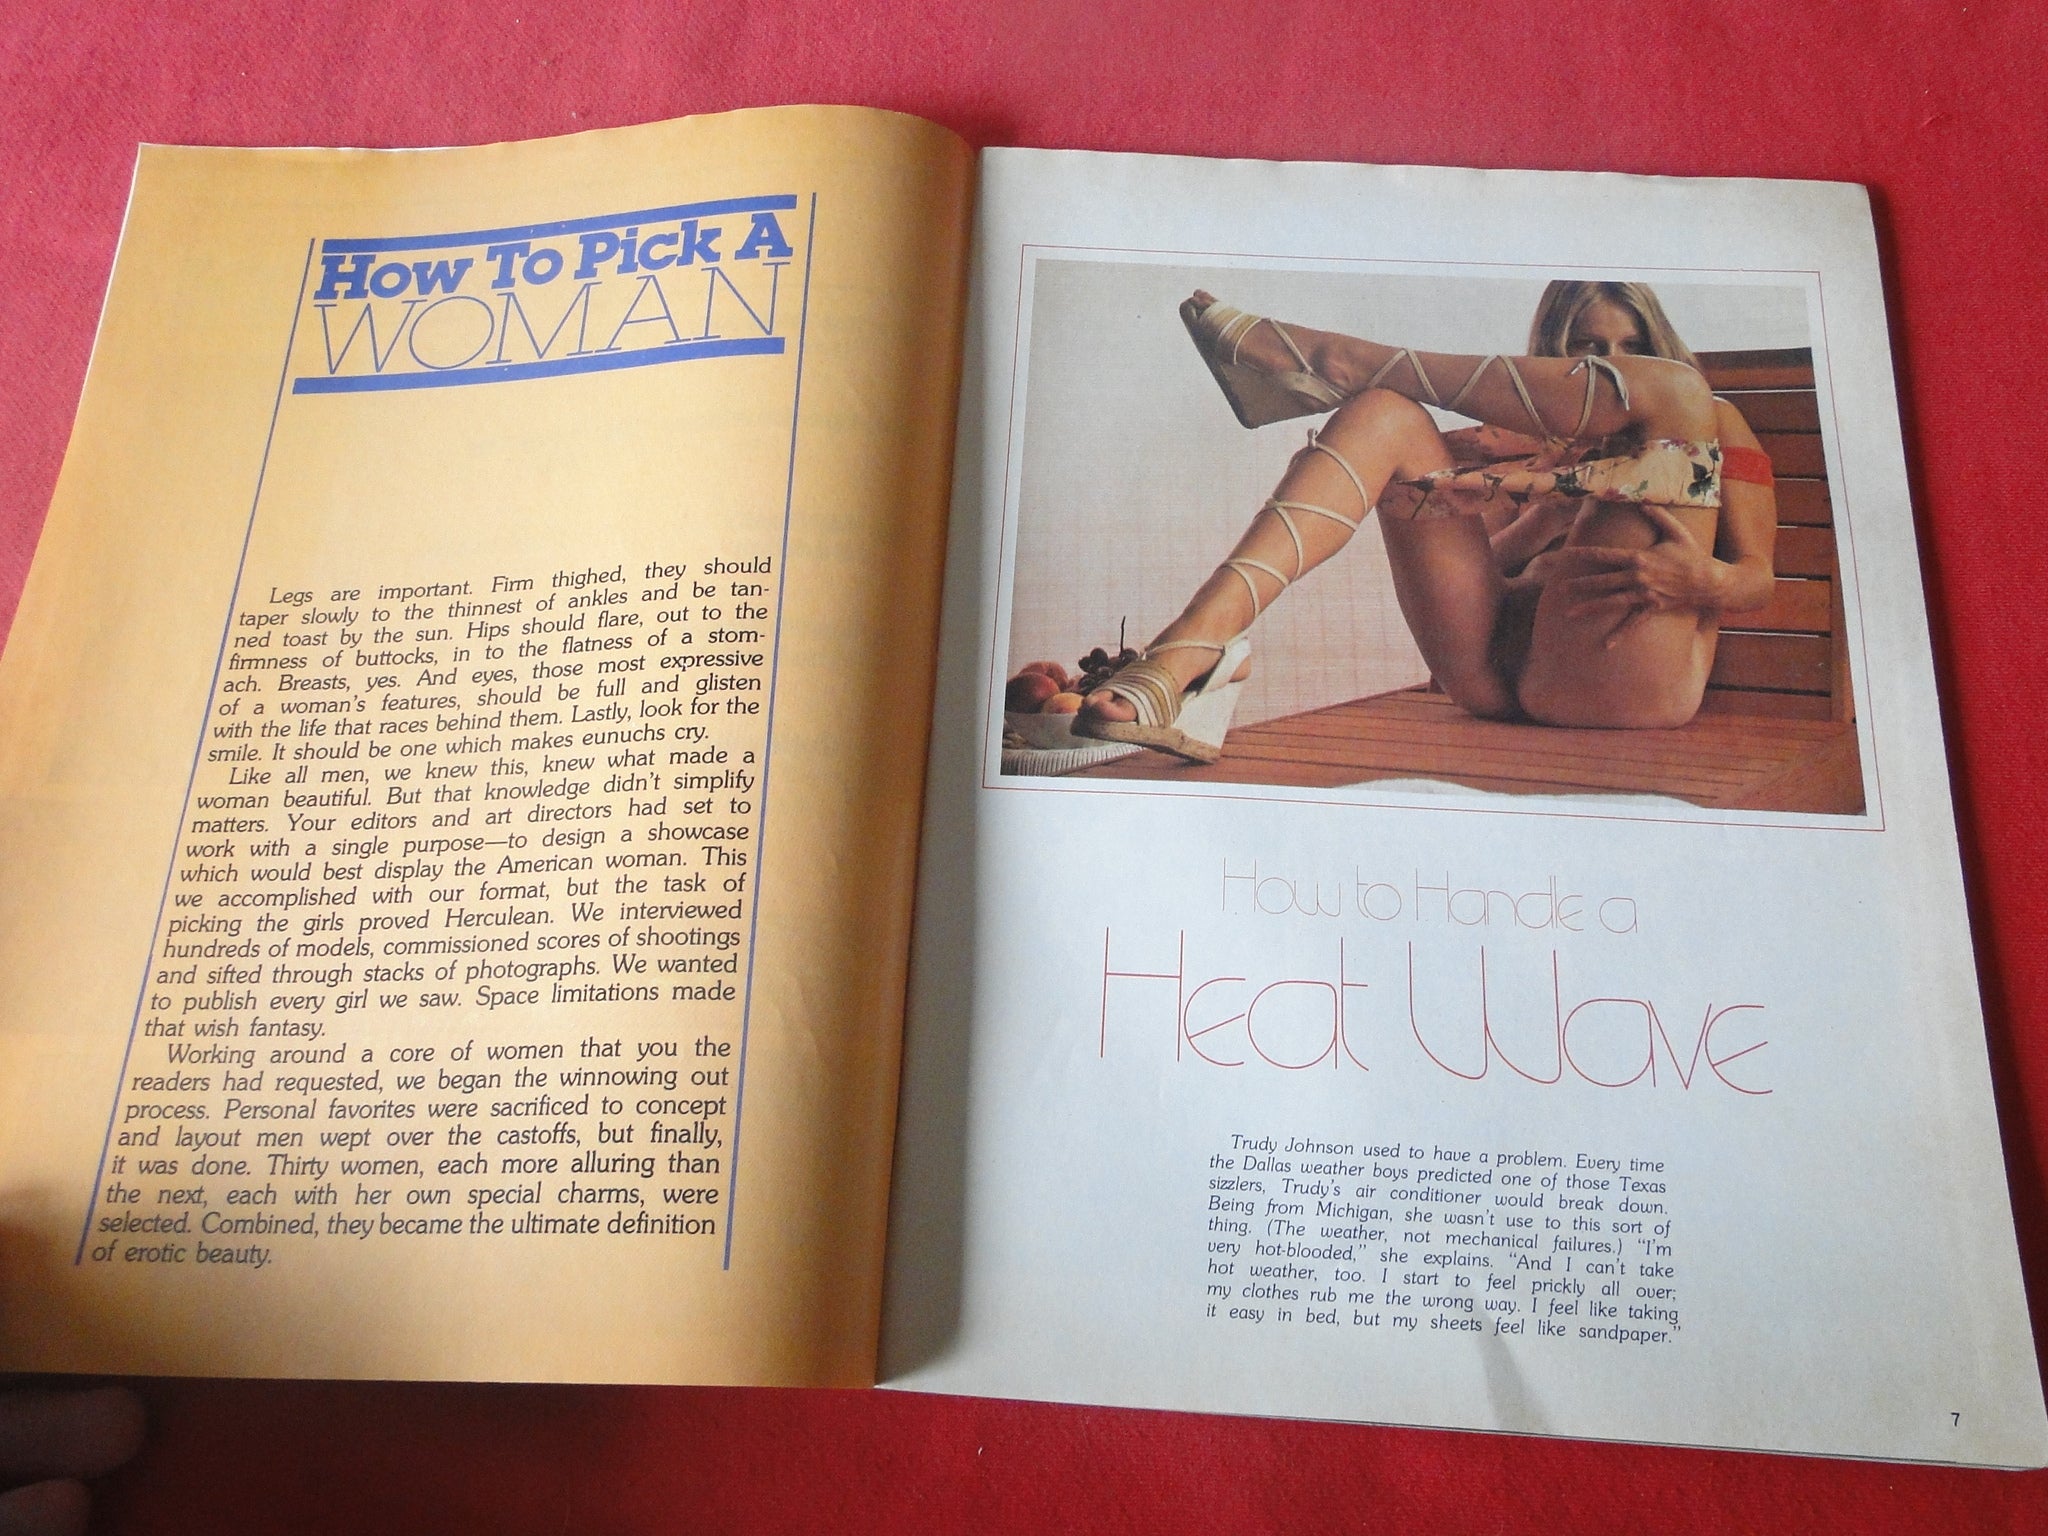 How To Pick A
WOMAN
Legs are important. Firm thighed, they should
taper slowly to the thinnest of ankles and be tan-
ned toast by the sun. Hips should flare, out to the
firmness of buttocks, in to the flatness of a stom-
ach. Breasts, yes. And eyes, those most expressive
of a woman's features, should be full and glisten
with the life that races behind them. Lastly, look for the
smile. It should be one which makes eunuchs cry.
Like all men, we knew this, knew what made a
woman beautiful. But that knowledge didn't simplify
matters. Your editors and art directors had set to
work with a single purpose—to design a showcase
which would best display the American woman. This
we accomplished with our format, but the task of
picking the girls proved Herculean. We interviewed
hundreds of models, commissioned scores of shootings
and sifted through stacks of photographs. We wanted
to publish every girl we saw. Space limitations made
that wish fantasy.
Working around a core of women that you the
readers had requested, we began the winnowing out
process. Personal favorites were sacrificed to concept
and layout men wept over the castoffs, but finally,
it was done. Thirty women, each more alluring than
the next, each with her own special charms, were
selected. Combined, they became the ultimate definition
of erotic beauty.
How to Handle a
Heat Wave
Trudy Johnson used to have a problem. Every time
the Dallas weather boys predicted one of those Texas
sizzlers, Trudy's air conditioner would break down.
Being from Michigan, she wasn't use to this sort of
thing. (The weather, not mechanical failures.) "I'm
very hot-blooded," she explains. "And I can't take
hot weather, too. I start to feel prickly all over;
my clothes rub me the wrong way. I feel like taking
it easy in bed, but my sheets feel like sandpaper."
7